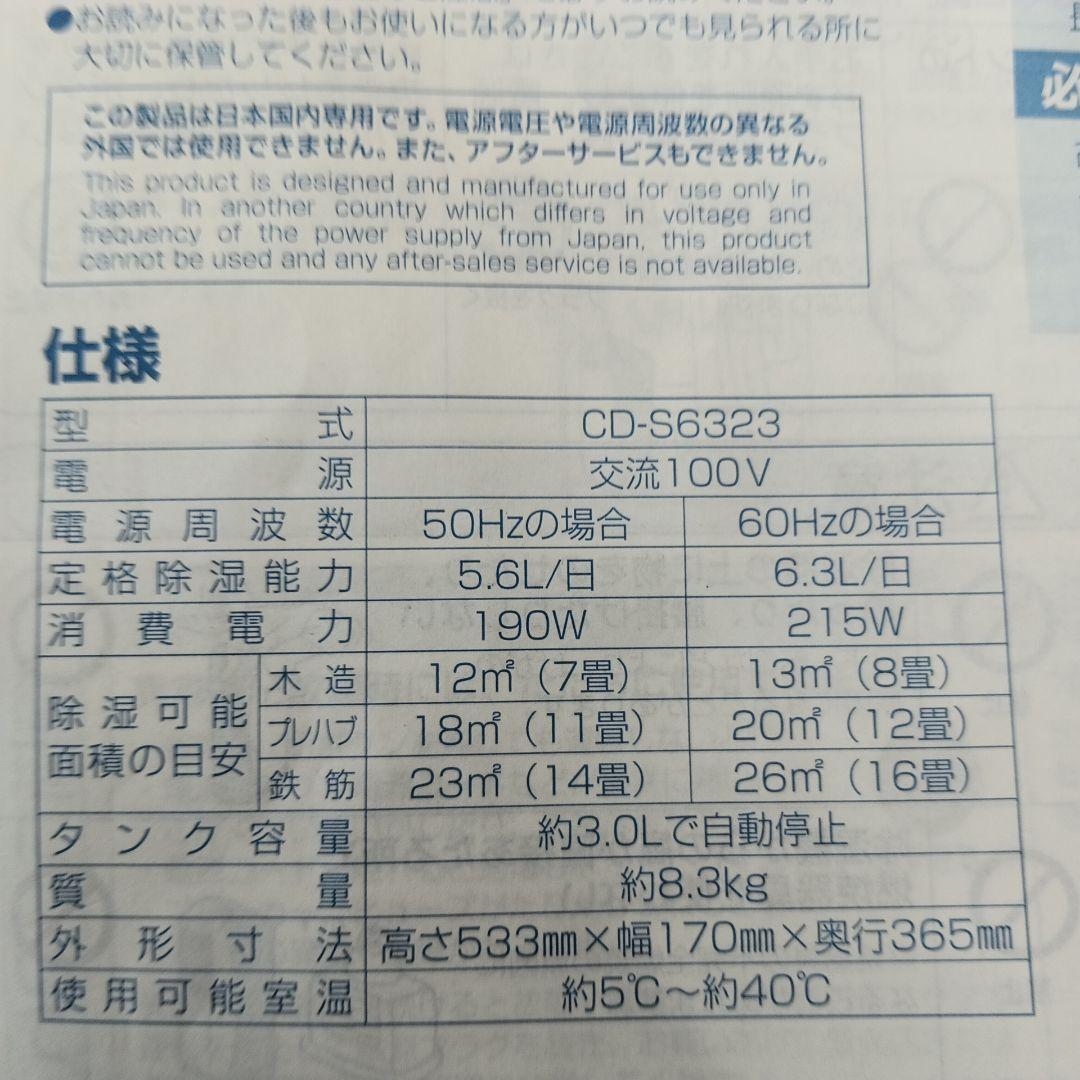 ●お読みになった後もお使いになる方がいつでも見られる所に
大切に保管してください。
必
この製品は日本国内専用です。電源電圧や電源周波数の異なる
外国では使用できません。また、アフターサービスもできません。
This product is designed and manufactured for use only in
Japan. In another country which differs in voltage and
frequency of the power supply from Japan, this product
cannot be used and any after-sales service is not available.
仕様
型式 CD-S6323
電源 交流100V
電源周波数 50Hzの場合 60Hzの場合
定格除湿能力 5.6L/日 6.3L/日
消費電力 190W 215W
除湿可能
面積の目安
木造 12㎡（7畳） 13㎡（8畳）
プレハブ 18㎡（11畳） 20㎡（12畳）
鉄筋 23㎡（14畳） 26㎡（16畳）
タンク容量 約3.0Lで自動停止
質量 約8.3kg
外形寸法 高さ533㎜×幅170㎜×奥行365㎜
使用可能室温 約5℃～約40℃